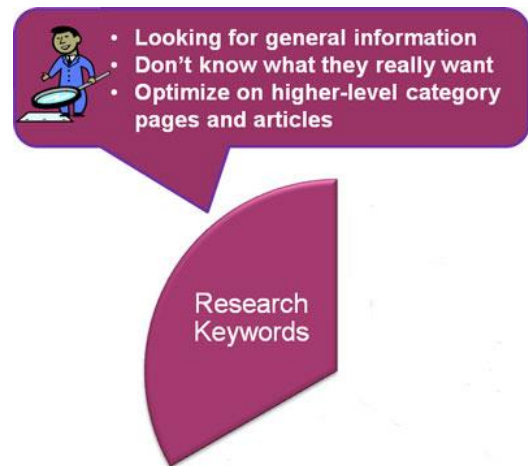 • Looking for general information
• Don't know what they really want
• Optimize on higher-level category
pages and articles
Research
Keywords